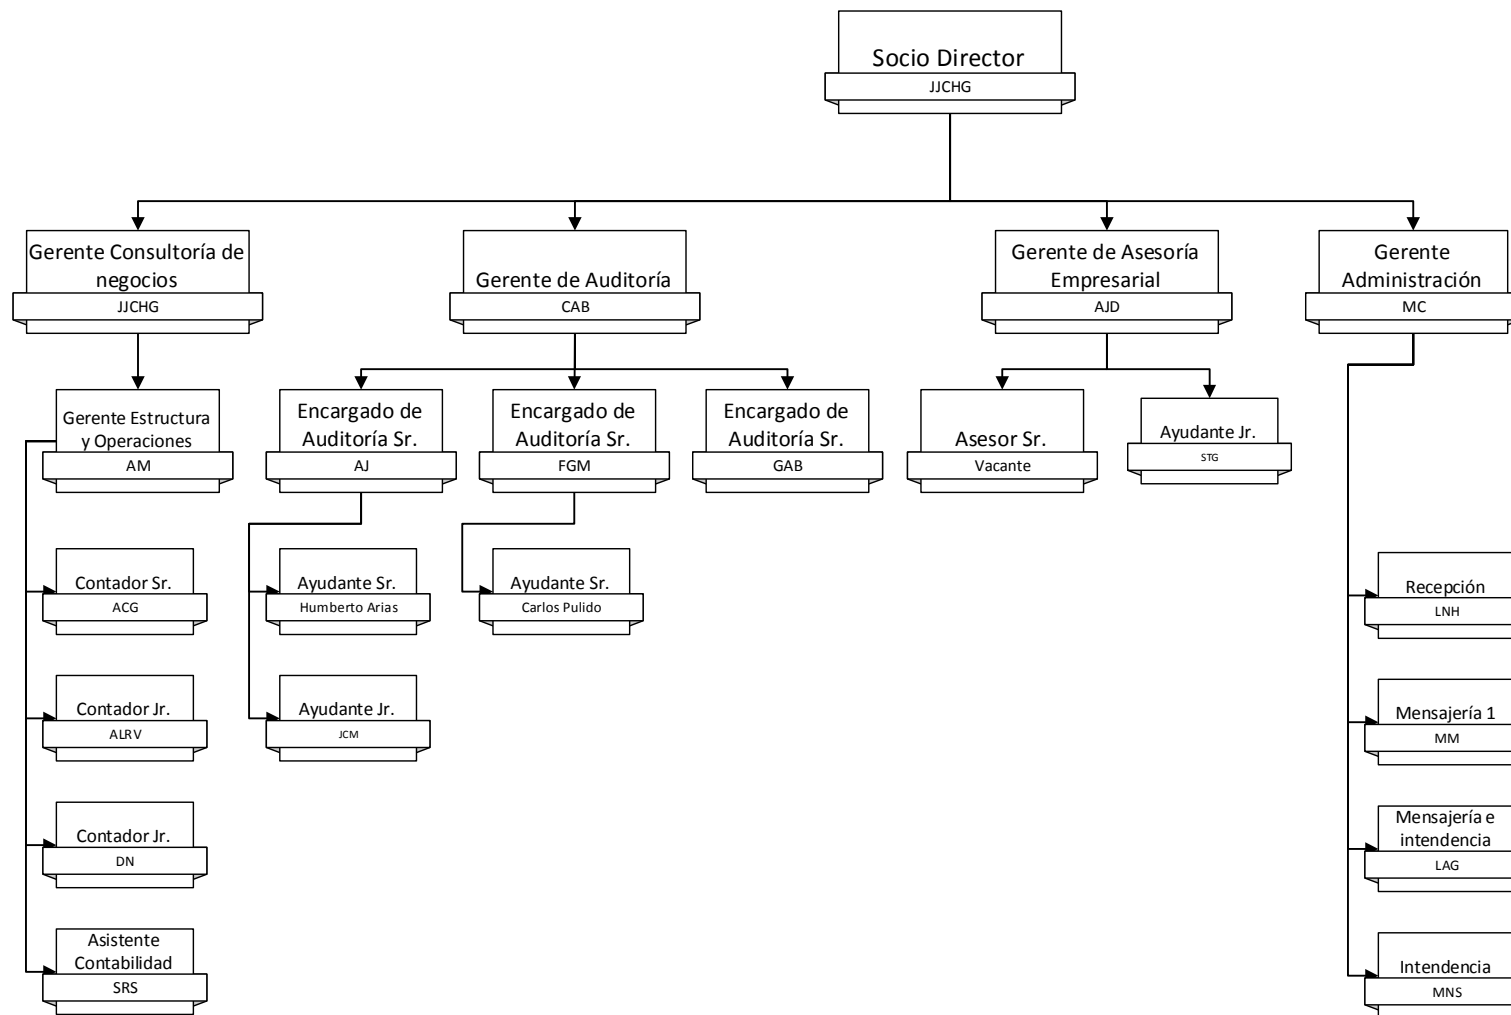 Socio Director
JJCHG
Gerente Consultoría de
negocios
JJCHG
Gerente de Auditoría
CAB
Gerente de Asesoría
Empresarial
AJD
Gerente
Administración
MC
Gerente Estructura
y Operaciones
AM
Encargado de
Auditoría Sr.
AJ
Encargado de
Auditoría Sr.
FGM
Encargado de
Auditoría Sr.
GAB
Asesor Sr.
Vacante
Ayudante Jr.
STG
Contador Sr.
ACG
Ayudante Sr.
Humberto Arias
Ayudante Sr.
Carlos Pulido
Recepción
LNH
Contador Jr.
ALRV
Ayudante Jr.
JCM
Mensajería 1
MM
Contador Jr.
DN
Mensajería e
intendencia
LAG
Asistente
Contabilidad
SRS
Intendencia
MNS